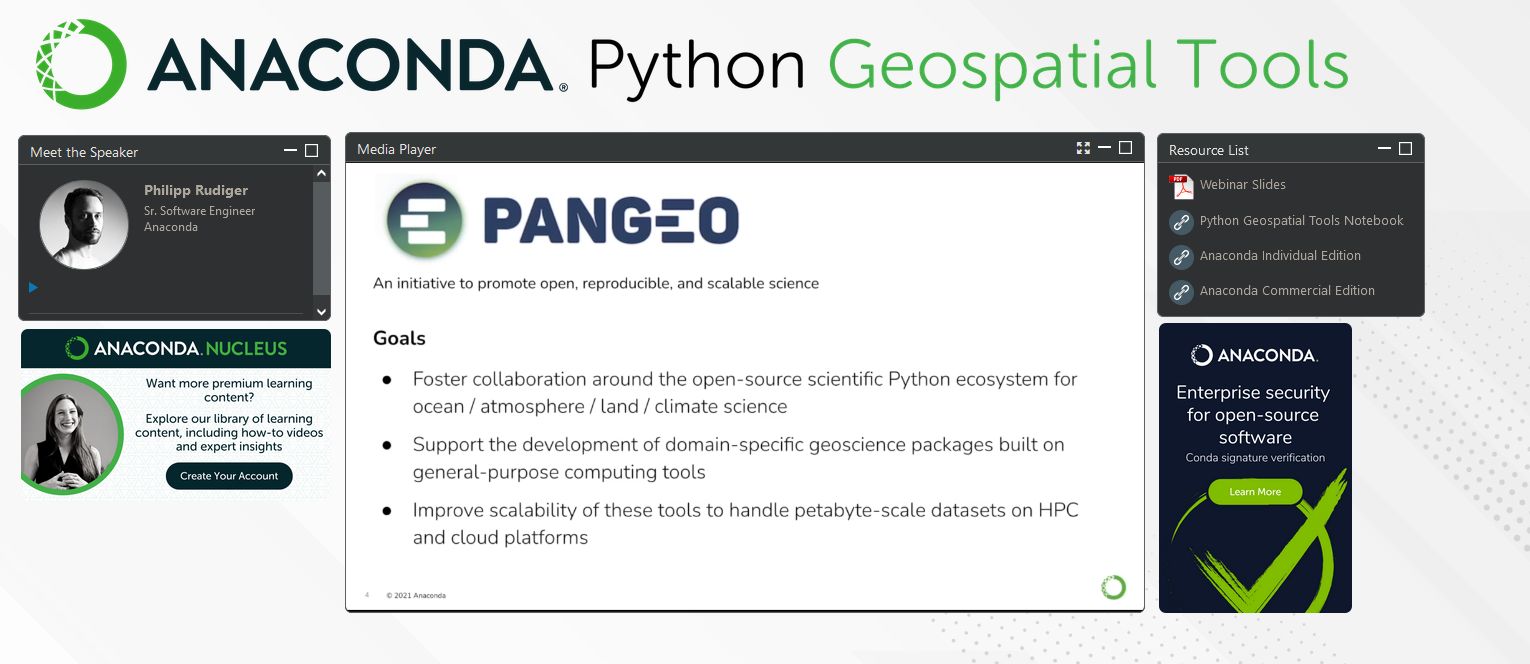 ANACONDA® Python Geospatial Tools
Meet the Speaker
Philipp Rudiger
Sr. Software Engineer
Anaconda
ANACONDA. NUCLEUS
Want more premium learning
content?
Explore our library of learning
content, including how-to videos
and expert insights
Create Your Account
Media Player
PANGEO
An initiative to promote open, reproducible, and scalable science
Goals
● Foster collaboration around the open-source scientific Python ecosystem for
ocean / atmosphere / land / climate science
● Support the development of domain-specific geoscience packages built on
general-purpose computing tools
● Improve scalability of these tools to handle petabyte-scale datasets on HPC
and cloud platforms
4 © 2021 Anaconda
Resource List
PDF
Webinar Slides
Python Geospatial Tools Notebook
Anaconda Individual Edition
Anaconda Commercial Edition
ANACONDA.
Enterprise security
for open-source
software
Conda signature verification
Learn More